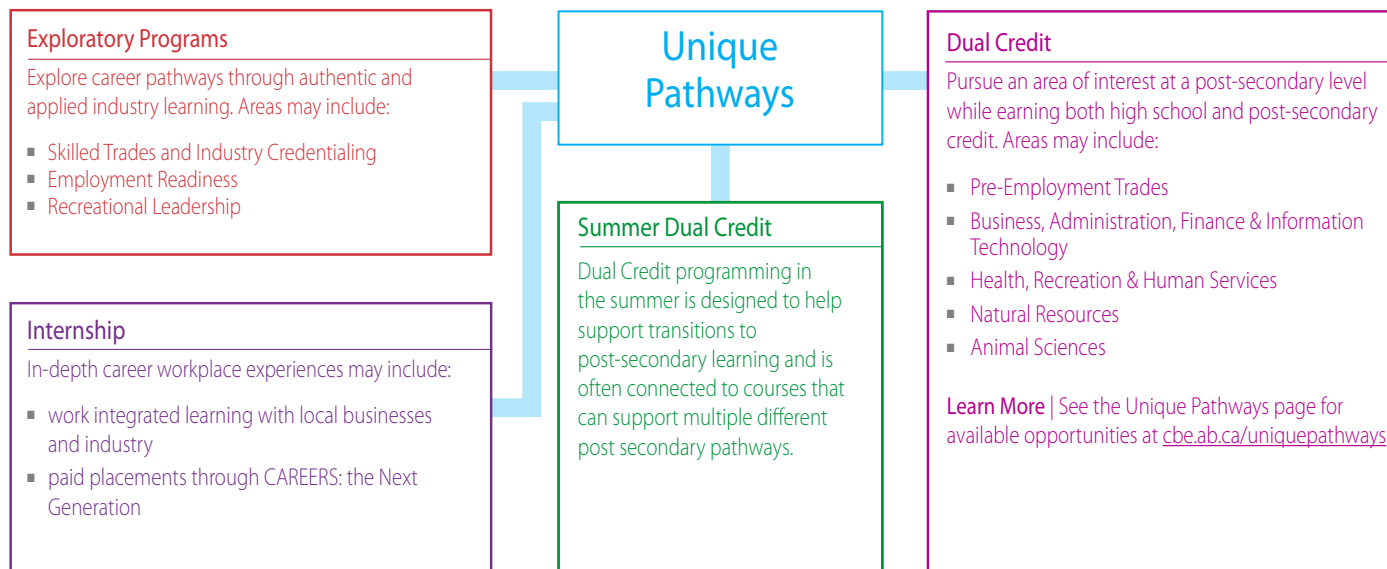 Exploratory Programs
Explore career pathways through authentic and
applied industry learning. Areas may include:
▪ Skilled Trades and Industry Credentialing
▪ Employment Readiness
▪ Recreational Leadership
Internship
In-depth career workplace experiences may include:
▪ work integrated learning with local businesses
and industry
▪ paid placements through CAREERS: the Next
Generation
Unique
Pathways
Summer Dual Credit
Dual Credit programming in
the summer is designed to help
support transitions to
post-secondary learning and is
often connected to courses that
can support multiple different
post secondary pathways.
Dual Credit
Pursue an area of interest at a post-secondary level
while earning both high school and post-secondary
credit. Areas may include:
▪ Pre-Employment Trades
▪ Business, Administration, Finance & Information
Technology
▪ Health, Recreation & Human Services
▪ Natural Resources
▪ Animal Sciences
Learn More | See the Unique Pathways page for
available opportunities at cbe.ab.ca/uniquepathways